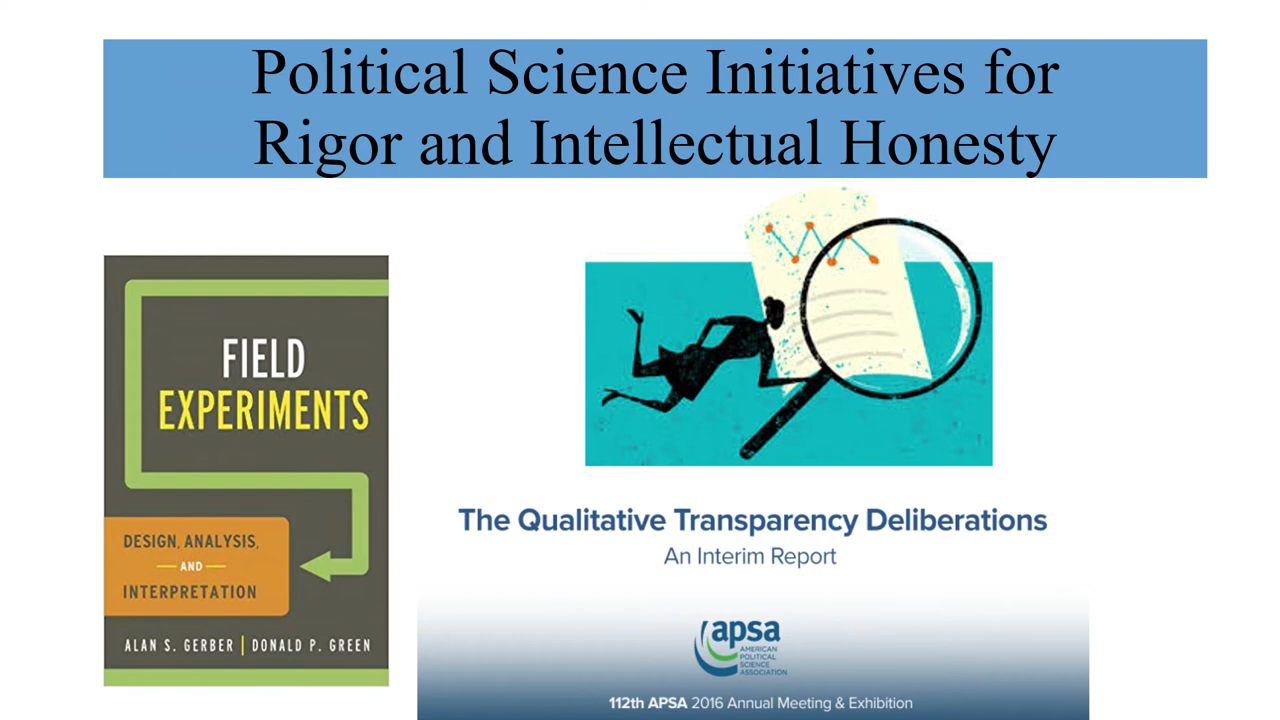 Political Science Initiatives for
Rigor and Intellectual Honesty
FIELD
EXPERIMENTS
DESIGN, ANALYSIS,
AND
INTERPRETATION
ALAN S. GERBER | DONALD P. GREEN
The Qualitative Transparency Deliberations
An Interim Report
apsa
AMERICAN
POLITICAL
SCIENCE
ASSOCIATION
112th APSA 2016 Annual Meeting & Exhibition